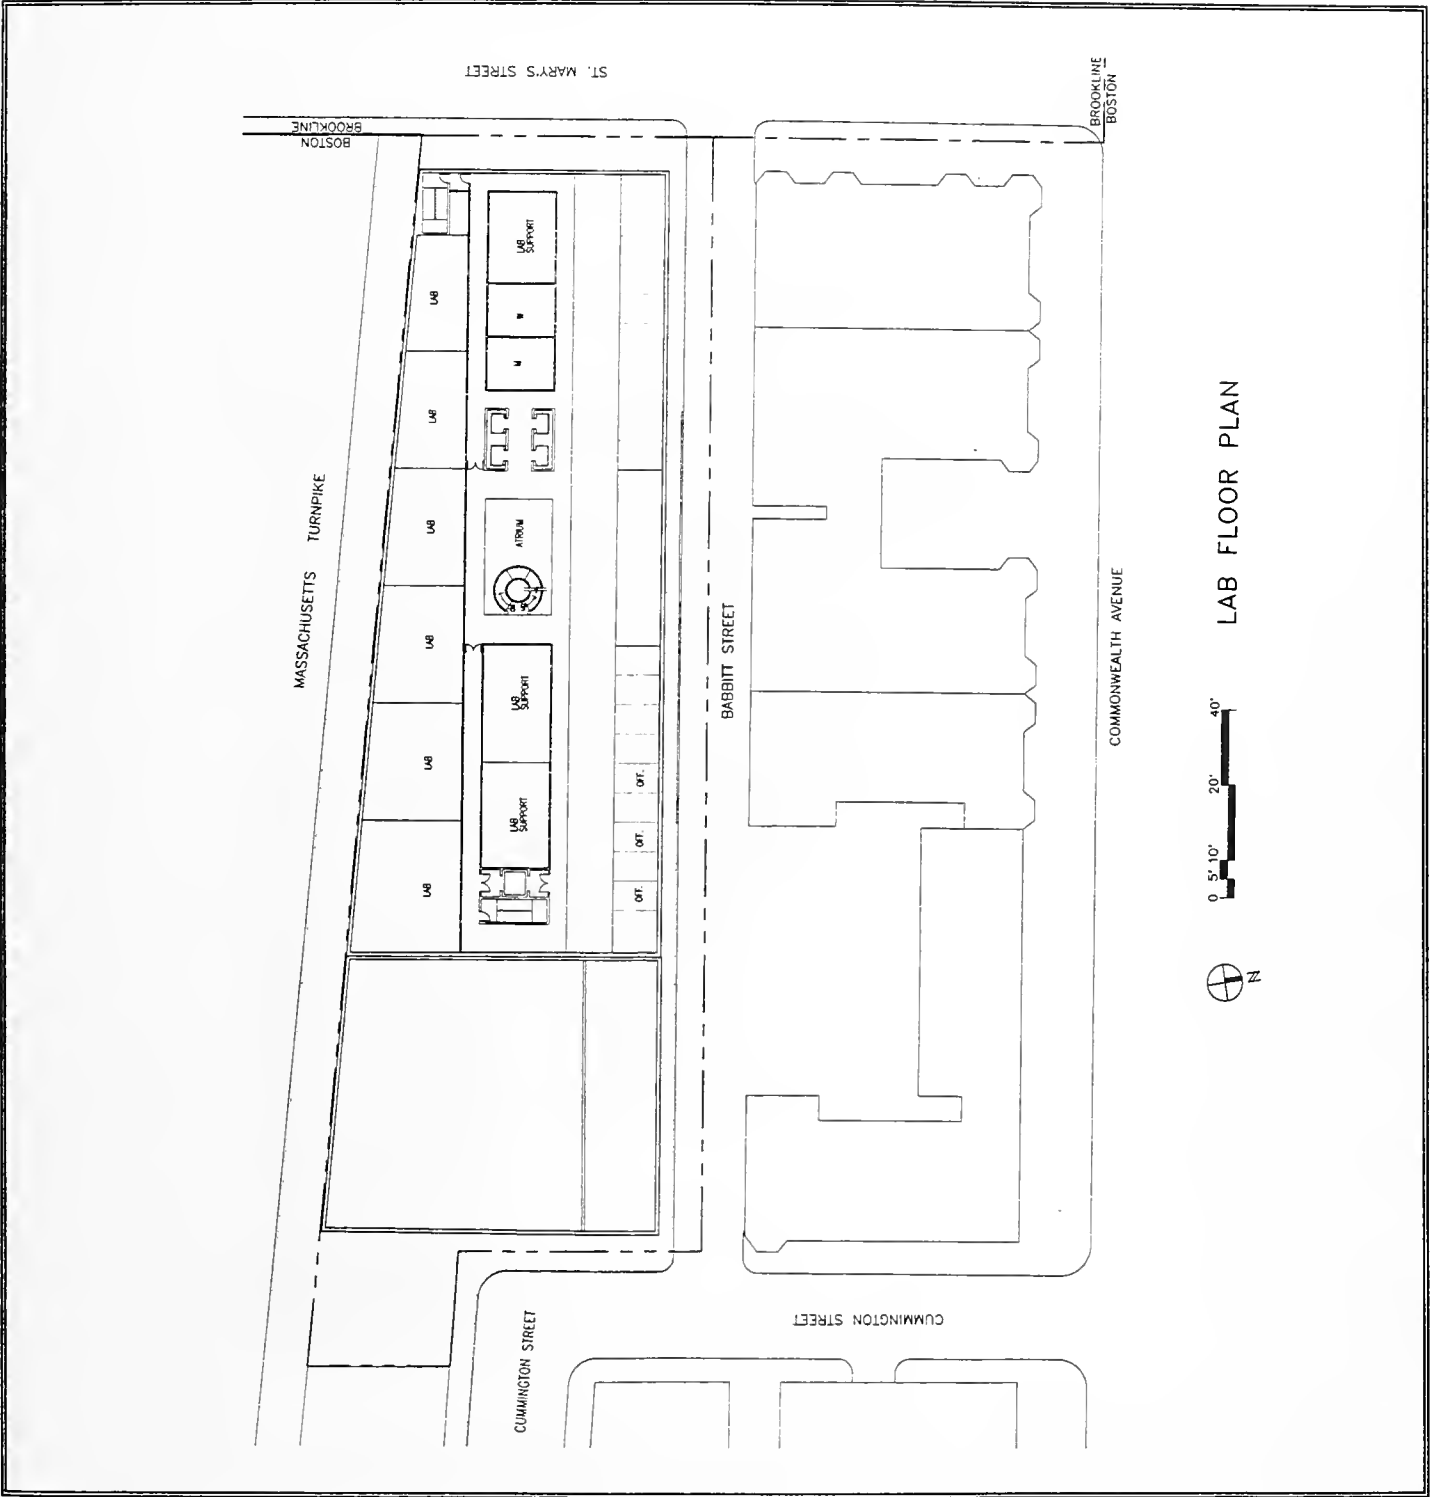 ST. MARY'S STREET
BROOKLINE
BOSTON
BROOKLINE
BOSTON
MASSACHUSETTS TURNPIKE
LAB
LAB
LAB
LAB
LAB
LAB
LAB
SUPPORT
M
W
ATRIUM
LAB
SUPPORT
LAB
SUPPORT
OFF.
OFF.
OFF.
BABBITT STREET
COMMONWEALTH AVENUE
CUMMINGTON STREET
CUMMINGTON STREET
LAB FLOOR PLAN
0 5' 10' 20' 40'
N